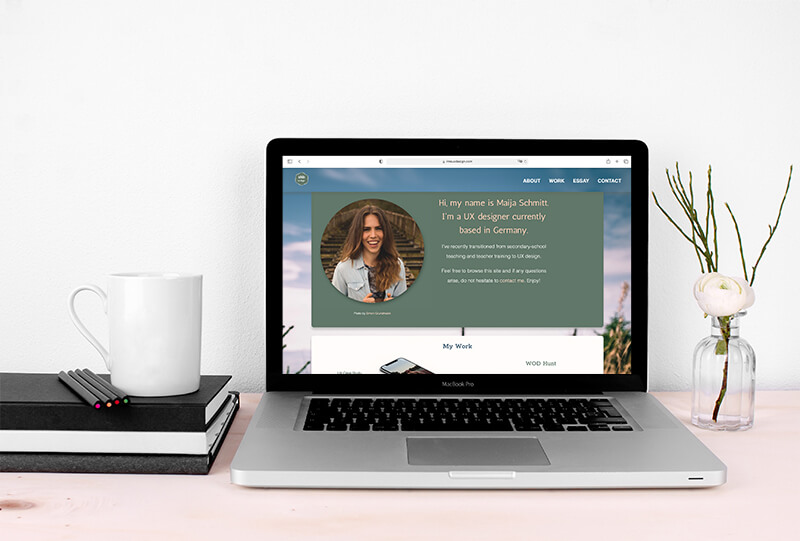 ABOUT WORK ESSAY CONTACT
Hi, my name is Maija Schmitt,
I'm a UX designer currently
based in Germany.
I've recently transitioned from secondary-school
teaching and teacher training to UX design.
Feel free to browse this site and if any questions
arise, do not hesitate to contact me. Enjoy!
My Work
WOD Hunt
MacBook Pro